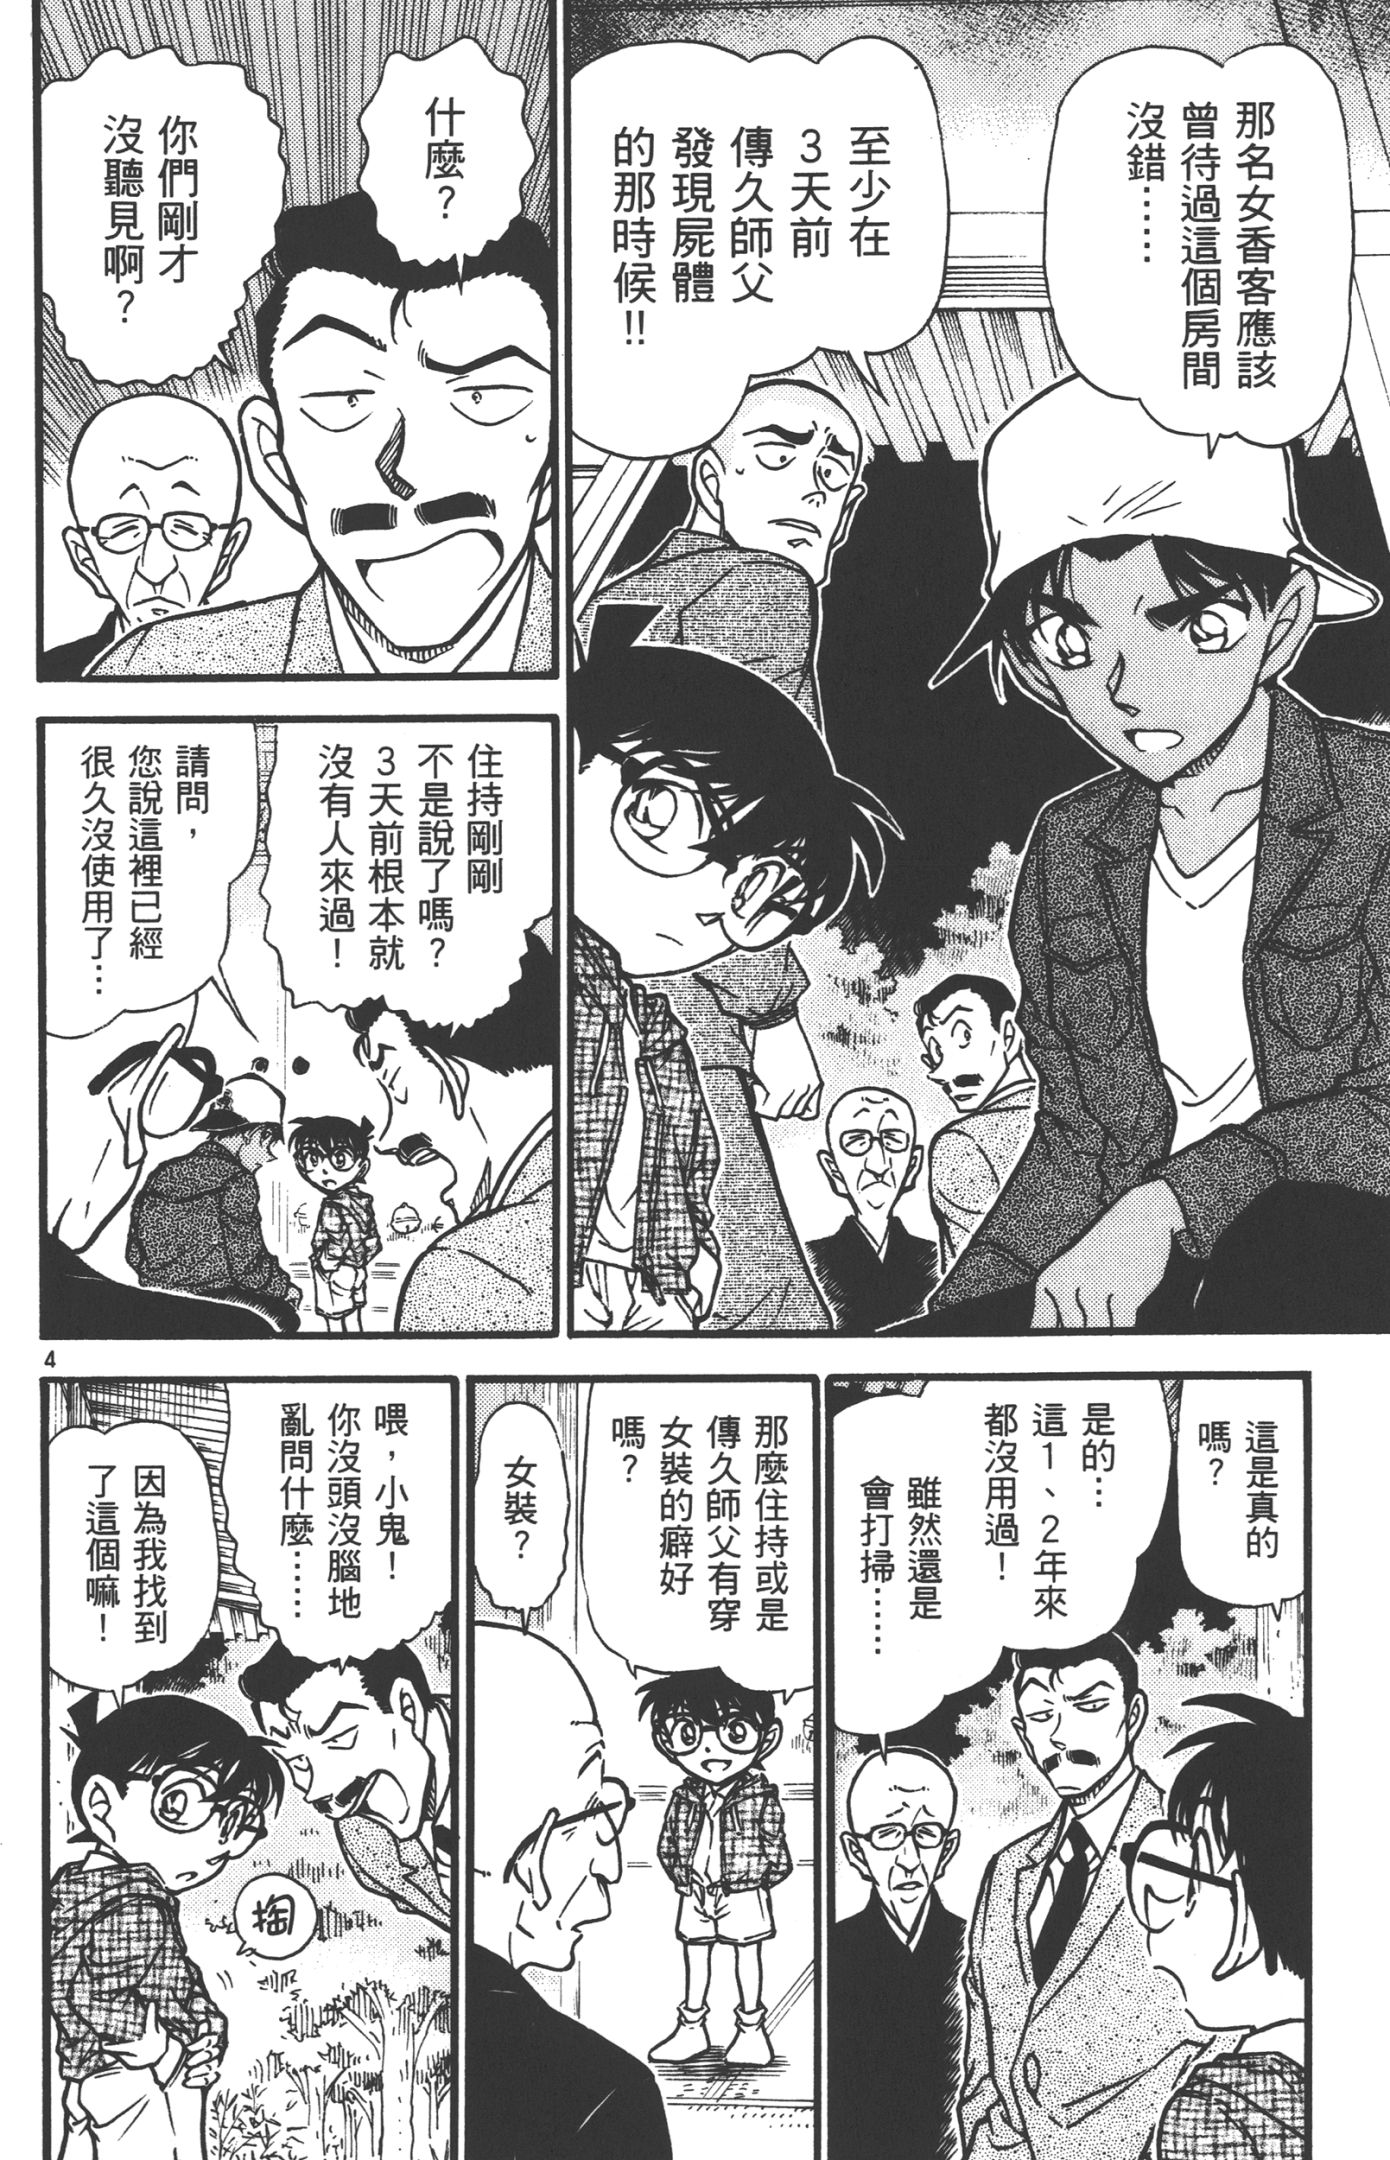 那名女香客應該
曾待過這個房間
沒錯……
至少在
3天前
傳久師父
發現屍體
的那時候!!
什麼？
你們剛才
沒聽見啊？
住持剛剛
不是說了嗎？
3天前根本就
沒有人來過！
請問，
您說這裡已經
很久沒使用了…
這是真的
嗎？
是的…
這1、2年來
都沒用過！
雖然還是
會打掃……
那麼住持或是
傳久師父有穿
女裝的癖好
嗎？
女裝？
喂，小鬼！
你沒頭沒腦地
亂問什麼……
因為我找到
了這個嘛！
掏
4